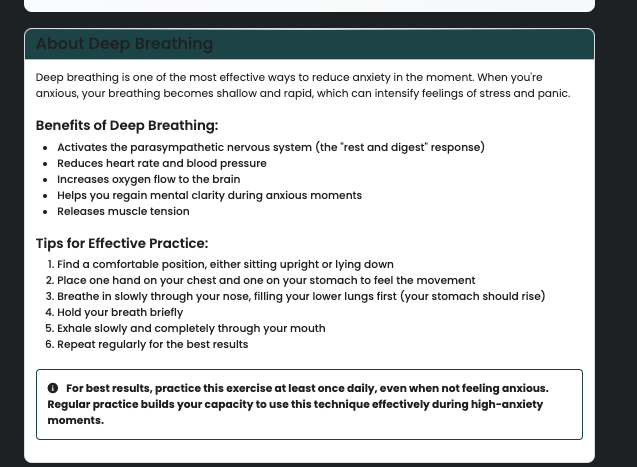 About Deep Breathing
Deep breathing is one of the most effective ways to reduce anxiety in the moment. When you're
anxious, your breathing becomes shallow and rapid, which can intensify feelings of stress and panic.
Benefits of Deep Breathing:
• Activates the parasympathetic nervous system (the "rest and digest" response)
• Reduces heart rate and blood pressure
• Increases oxygen flow to the brain
• Helps you regain mental clarity during anxious moments
• Releases muscle tension
Tips for Effective Practice:
1. Find a comfortable position, either sitting upright or lying down
2. Place one hand on your chest and one on your stomach to feel the movement
3. Breathe in slowly through your nose, filling your lower lungs first (your stomach should rise)
4. Hold your breath briefly
5. Exhale slowly and completely through your mouth
6. Repeat regularly for the best results
For best results, practice this exercise at least once daily, even when not feeling anxious.
Regular practice builds your capacity to use this technique effectively during high-anxiety
moments.